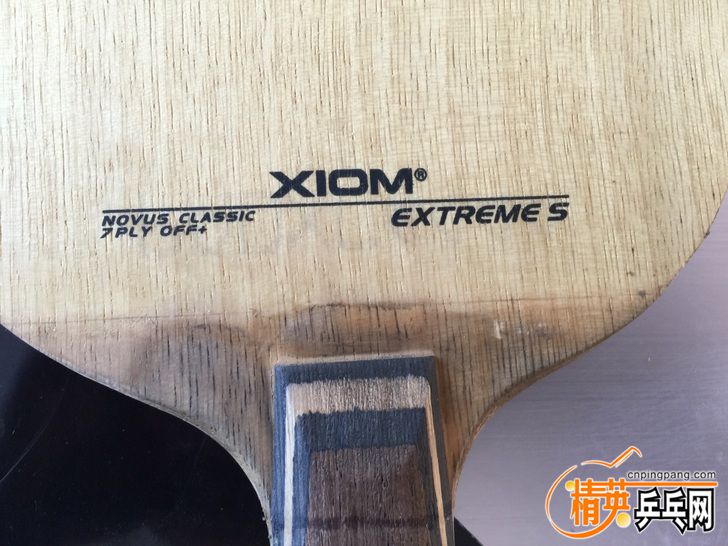 XIOM®
NOVUS CLASSIC
7PLY OFF+
EXTREME S
cnpingpang.com
精英乒乓网